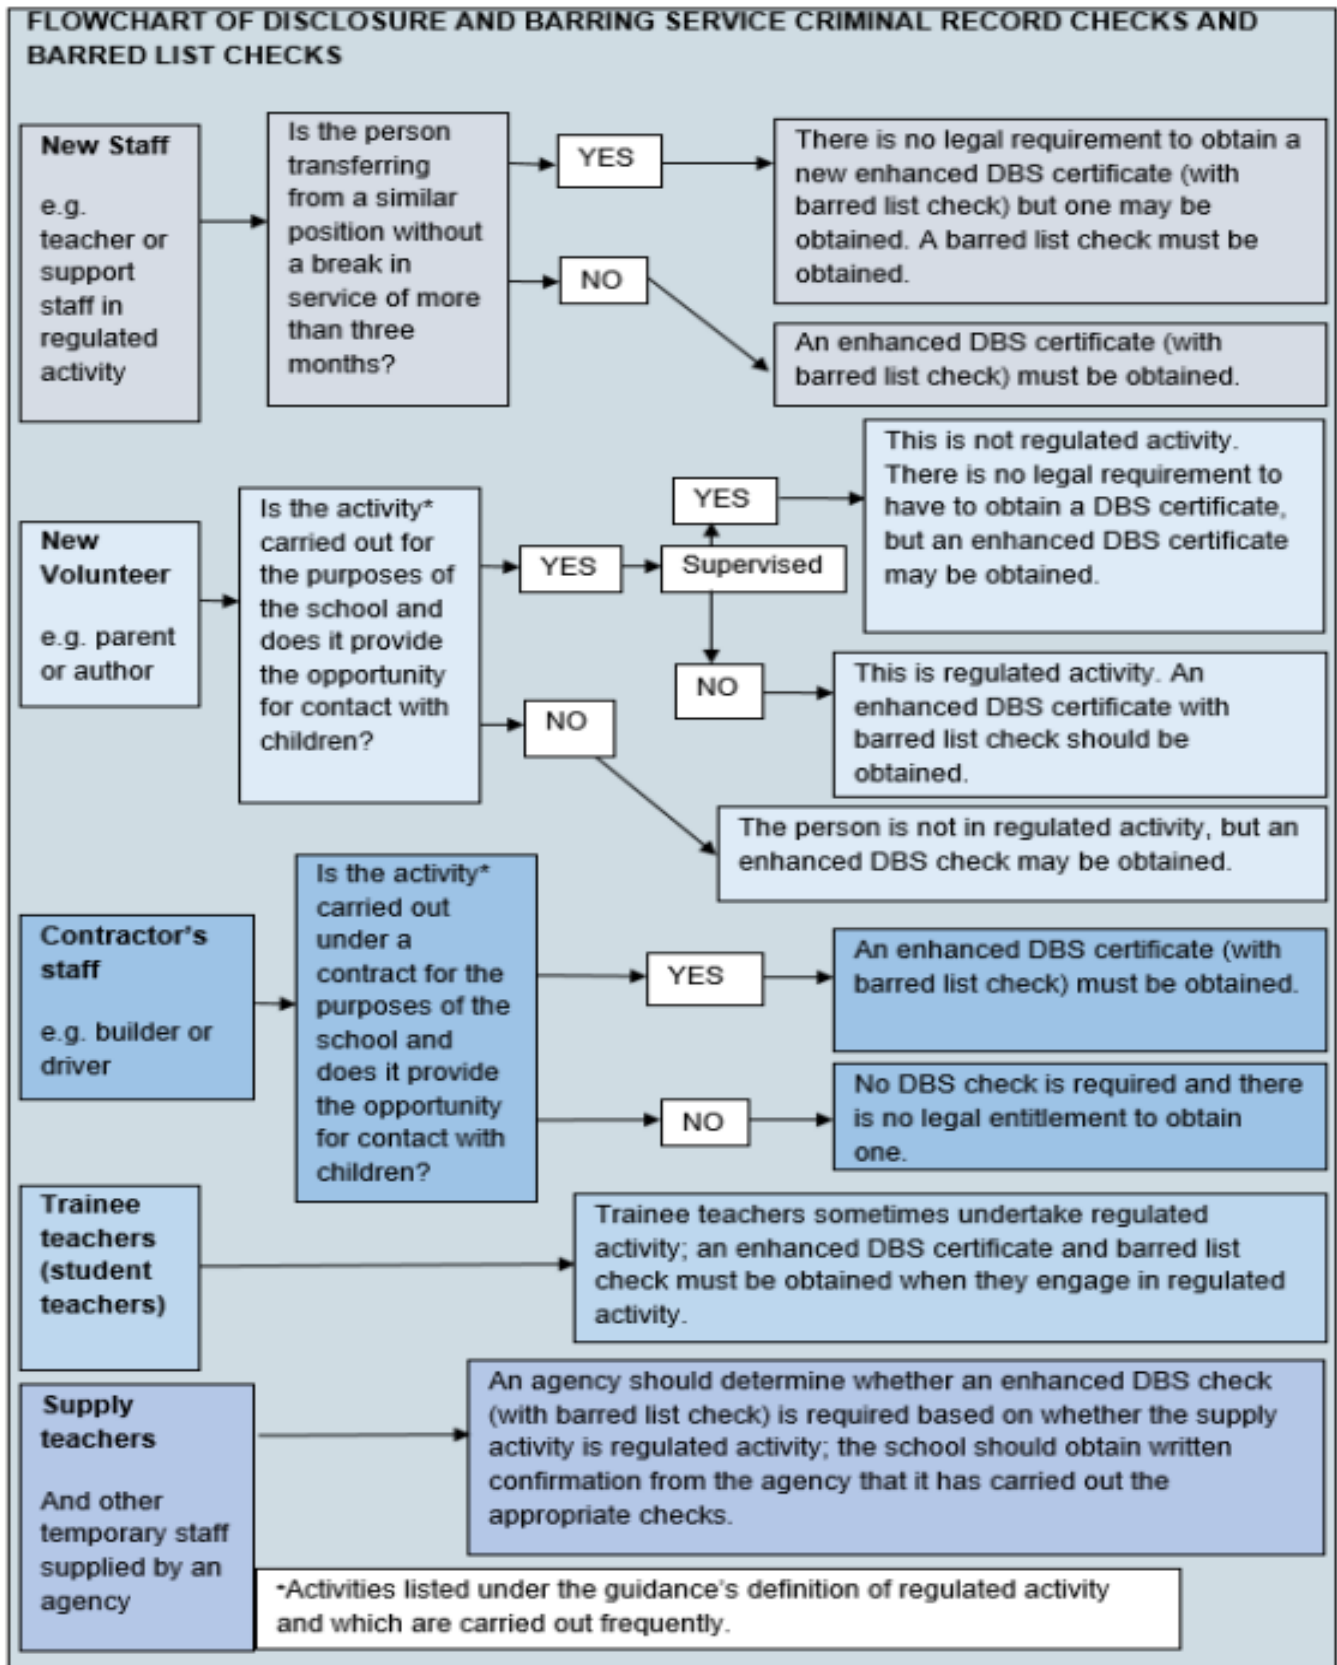 FLOWCHART OF DISCLOSURE AND BARRING SERVICE CRIMINAL RECORD CHECKS AND
BARRED LIST CHECKS
New Staff
e.g.
teacher or
support
staff in
regulated
activity
Is the person
transferring
from a similar
position without
a break in
service of more
than three
months?
YES
There is no legal requirement to obtain a
new enhanced DBS certificate (with
barred list check) but one may be
obtained. A barred list check must be
obtained.
NO
An enhanced DBS certificate (with
barred list check) must be obtained.
New
Volunteer
e.g. parent
or author
Is the activity*
carried out for
the purposes of
the school and
does it provide
the opportunity
for contact with
children?
YES
Supervised
YES
This is not regulated activity.
There is no legal requirement to
have to obtain a DBS certificate,
but an enhanced DBS certificate
may be obtained.
NO
This is regulated activity. An
enhanced DBS certificate with
barred list check should be
obtained.
NO
The person is not in regulated activity, but an
enhanced DBS check may be obtained.
Contractor's
staff
e.g. builder or
driver
Is the activity*
carried out
under a
contract for the
purposes of the
school and
does it provide
the opportunity
for contact with
children?
YES
An enhanced DBS certificate (with
barred list check) must be obtained.
NO
No DBS check is required and there
is no legal entitlement to obtain
one.
Trainee
teachers
(student
teachers)
Trainee teachers sometimes undertake regulated
activity; an enhanced DBS certificate and barred list
check must be obtained when they engage in regulated
activity.
Supply
teachers
And other
temporary staff
supplied by an
agency
An agency should determine whether an enhanced DBS check
(with barred list check) is required based on whether the supply
activity is regulated activity; the school should obtain written
confirmation from the agency that it has carried out the
appropriate checks.
*Activities listed under the guidance's definition of regulated activity
and which are carried out frequently.